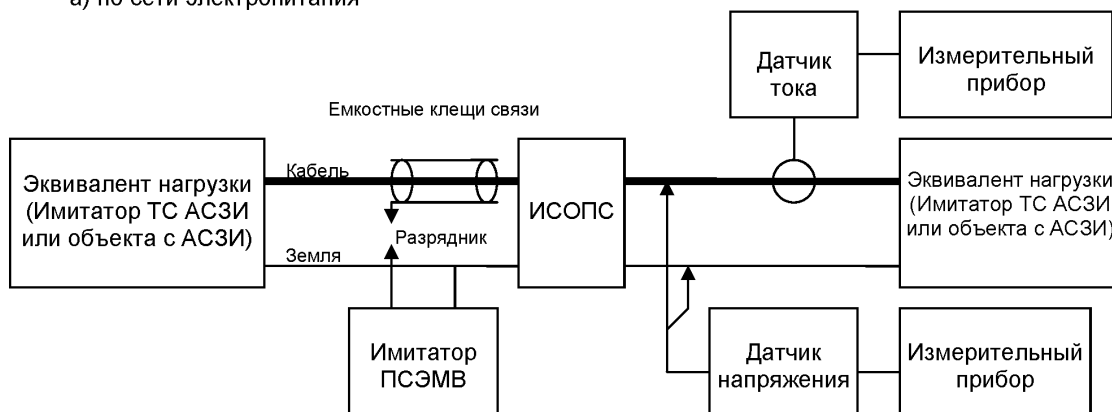 а) по сети электропитания
Датчик
тока
Измерительный
прибор
Емкостные клещи связи
Эквивалент нагрузки
(Имитатор ТС АСЗИ
или объекта с АСЗИ)
Кабель
ИСОПС
Эквивалент нагрузки
(Имитатор ТС АСЗИ
или объекта с АСЗИ)
Разрядник
Земля
Имитатор
ПСЭМВ
Датчик
напряжения
Измерительный
прибор